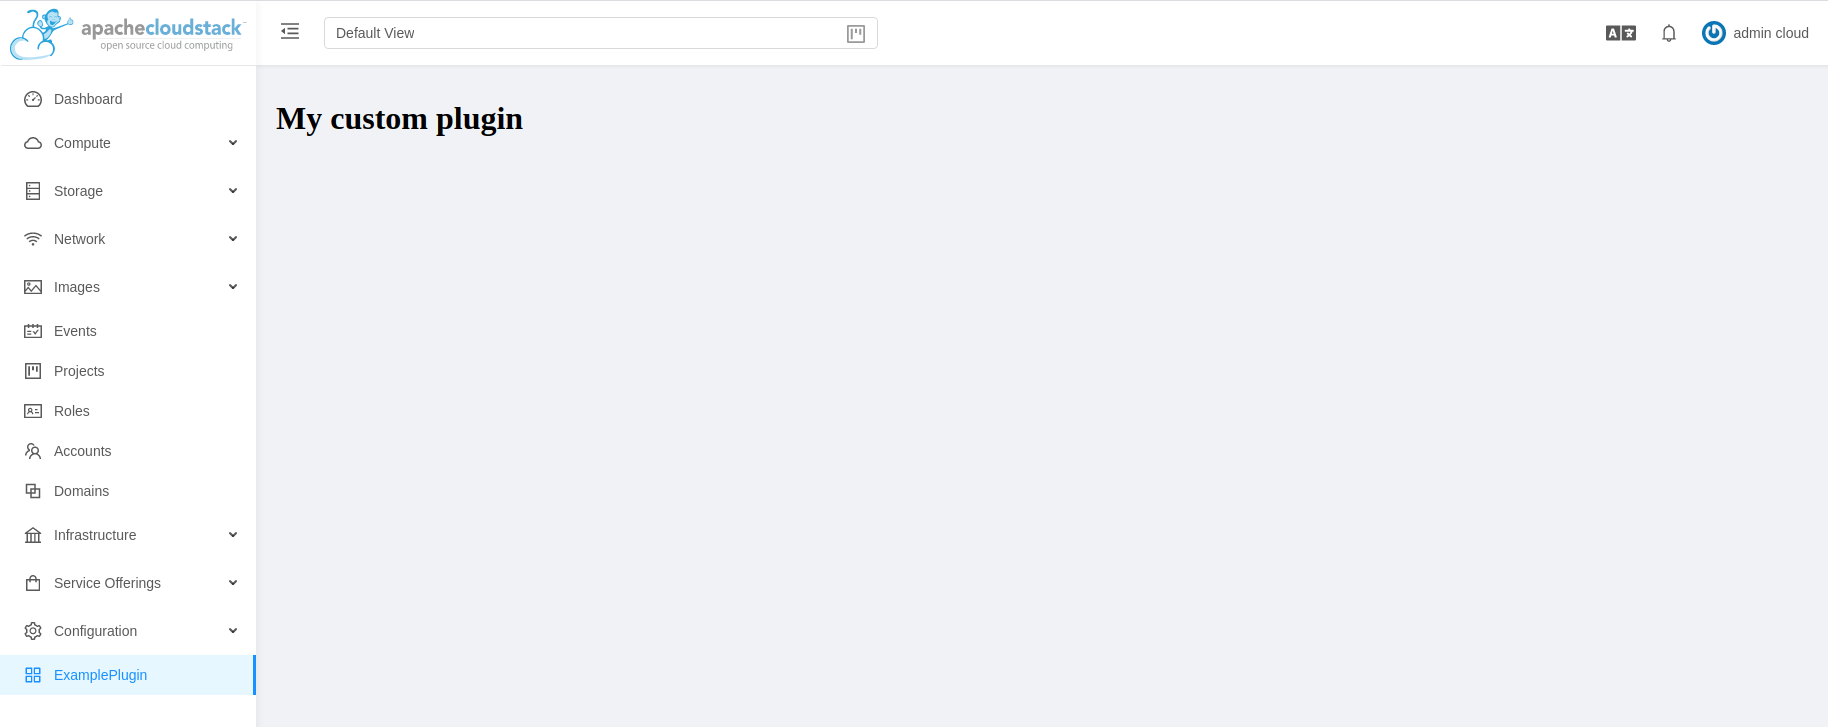 apachecloudstack™
open source cloud computing
Default View
admin cloud
Dashboard
Compute
Storage
Network
Images
Events
Projects
Roles
Accounts
Domains
Infrastructure
Service Offerings
Configuration
ExamplePlugin
My custom plugin